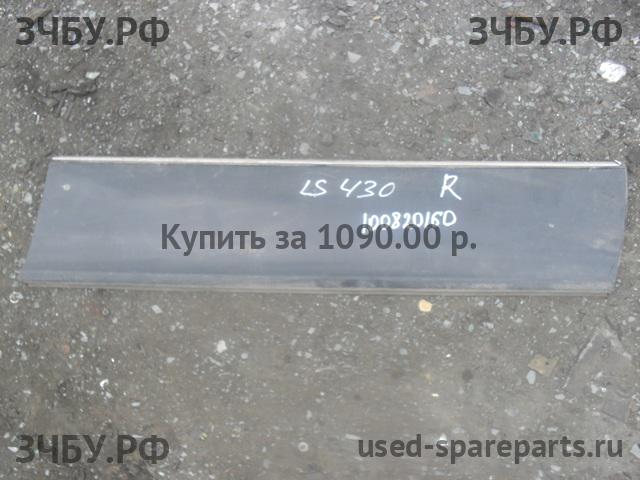 ЗЧБУ.РФ ЗЧБУ.РФ
LS 430 R
100820160
Купить за 1090.00 р.
ЗЧБУ.РФ used-spareparts.ru